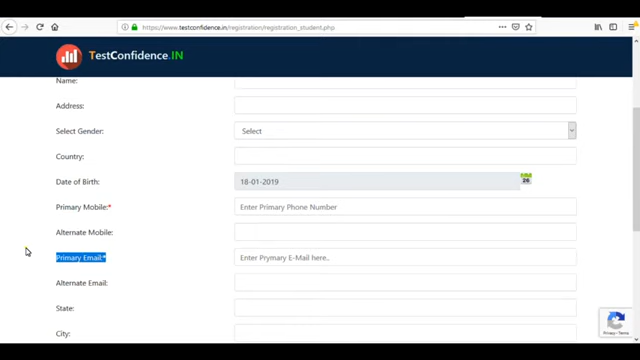 https://www.testconfidence.in/registration/registration_student.php
TestConfidence.IN
Name:
Address:
Select Gender:
Select
Country:
Date of Birth:
18-01-2019
26
Primary Mobile:*
Enter Primary Phone Number
Alternate Mobile:
Primary Email:*
Enter Prymary E-Mail here..
Alternate Email:
State:
City:
Privacy - Terms